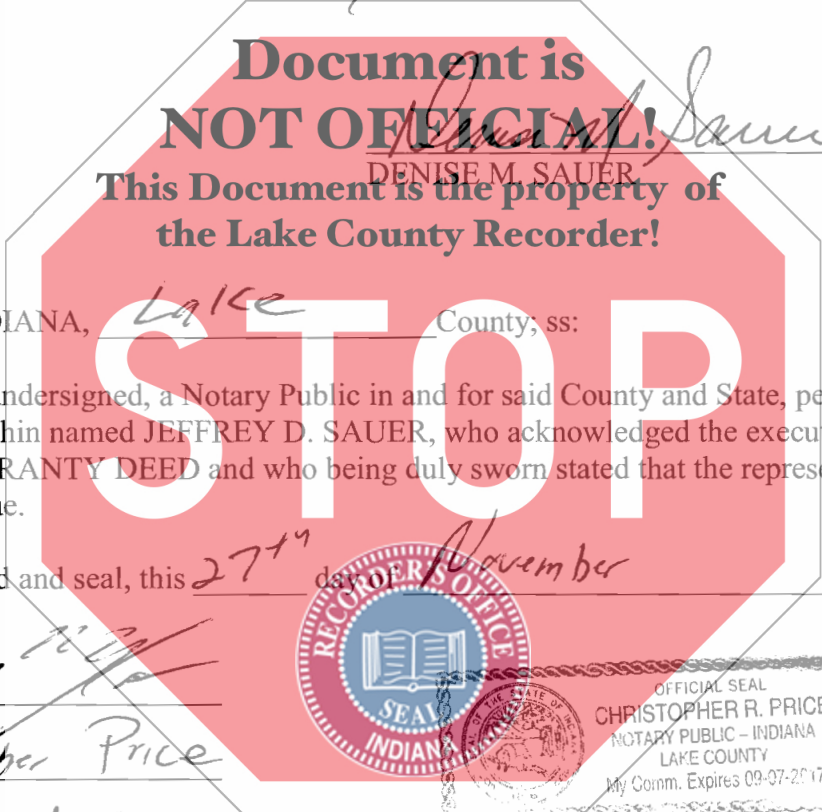 Document is
NOT OFFICIAL!
DENISE M. SAUER
This Document is the property of
the Lake County Recorder!
DIANA, Lake County; ss:
STOP
ndersigned, a Notary Public in and for said County and State, pe
hin named JEFFREY D. SAUER, who acknowledged the execu
RANTY DEED and who being duly sworn stated that the represe
e.
d and seal, this 27th day of November
RECORDER'S OFFICE
SEAL
INDIANA
her Price
OFFICIAL SEAL
CHRISTOPHER R. PRICE
NOTARY PUBLIC – INDIANA
LAKE COUNTY
My Comm. Expires 09-07-2017